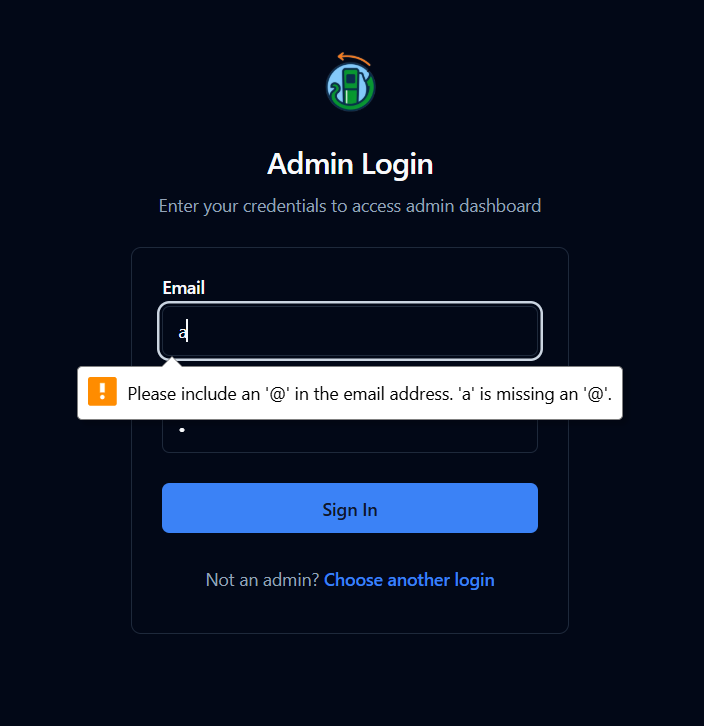 Admin Login
Enter your credentials to access admin dashboard
Email
a
Please include an '@' in the email address. 'a' is missing an '@'.
Sign In
Not an admin? Choose another login